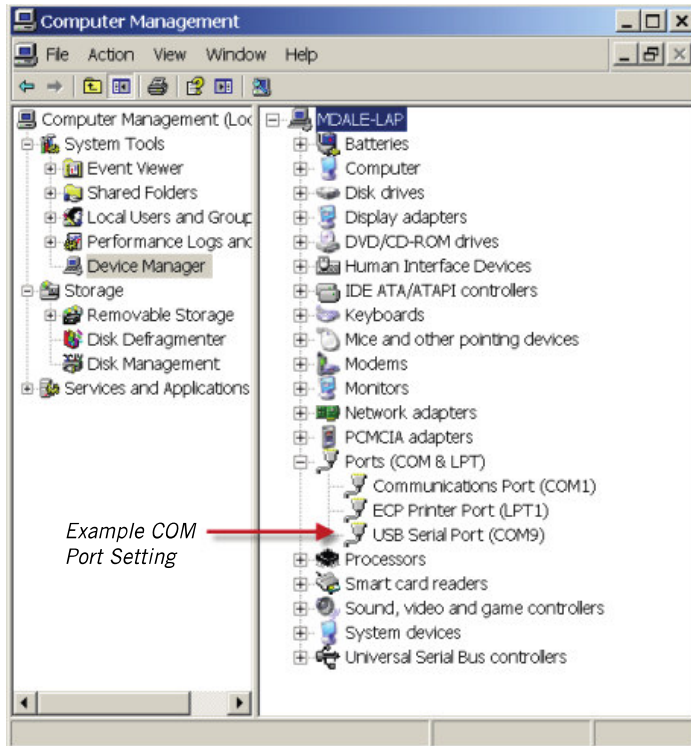 Computer Management
File Action View Window Help
Computer Management (Loc
System Tools
Event Viewer
Shared Folders
Local Users and Group
Performance Logs anc
Device Manager
Storage
Removable Storage
Disk Defragmenter
Disk Management
Services and Applications
MDALE-LAP
Batteries
Computer
Disk drives
Display adapters
DVD/CD-ROM drives
Human Interface Devices
IDE ATA/ATAPI controllers
Keyboards
Mice and other pointing devices
Modems
Monitors
Network adapters
PCMCIA adapters
Ports (COM & LPT)
Communications Port (COM1)
ECP Printer Port (LPT1)
USB Serial Port (COM9)
Processors
Smart card readers
Sound, video and game controllers
System devices
Universal Serial Bus controllers
Example COM
Port Setting